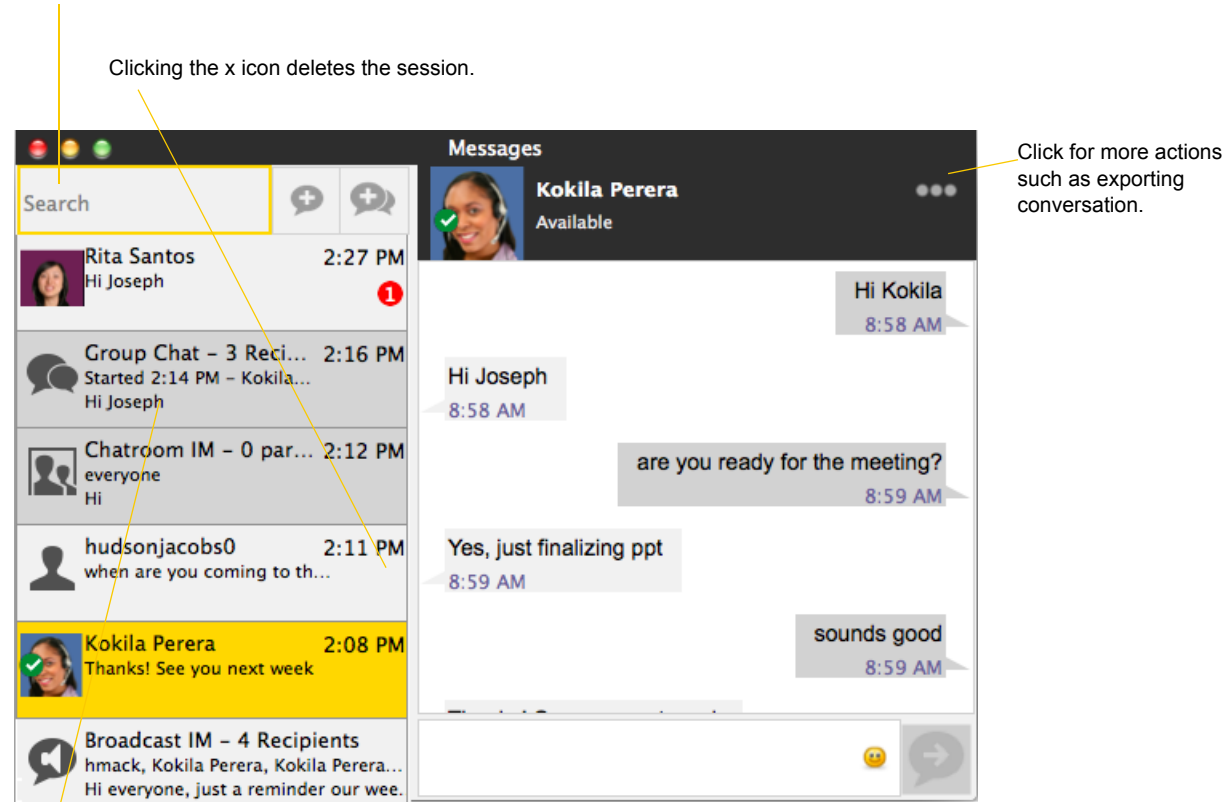 Clicking the x icon deletes the session.
Messages
Click for more actions
such as exporting
conversation.
Search
Kokila Perera
Available
Rita Santos 2:27 PM
Hi Joseph
1
Group Chat – 3 Reci... 2:16 PM
Started 2:14 PM – Kokila...
Hi Joseph
Chatroom IM – 0 par... 2:12 PM
everyone
Hi
hudsonjacobs0 2:11 PM
when are you coming to th...
Kokila Perera 2:08 PM
Thanks! See you next week
Broadcast IM – 4 Recipients
hmack, Kokila Perera, Kokila Perera...
Hi everyone, just a reminder our wee.
Hi Kokila
8:58 AM
Hi Joseph
8:58 AM
are you ready for the meeting?
8:59 AM
Yes, just finalizing ppt
8:59 AM
sounds good
8:59 AM